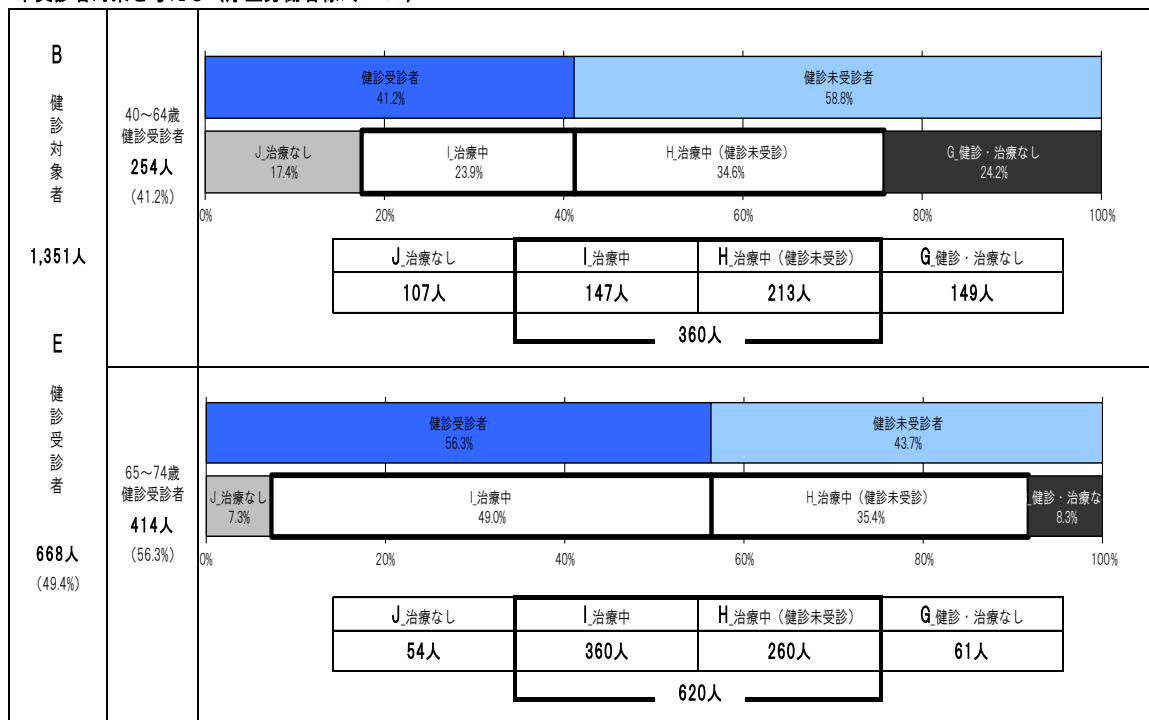 B
健診対象者
1,351人
E
健診受診者
668人
(49.4%)
40～64歳
健診受診者
254人
(41.2%)
健診受診者
41.2%
健診未受診者
58.8%
J_治療なし
17.4%
I_治療中
23.9%
H_治療中（健診未受診）
34.6%
G_健診・治療なし
24.2%
0% 20% 40% 60% 80% 100%
J_治療なし I_治療中 H_治療中（健診未受診） G_健診・治療なし
107人 147人 213人 149人
360人
65～74歳
健診受診者
414人
(56.3%)
健診受診者
56.3%
健診未受診者
43.7%
J_治療なし
7.3%
I_治療中
49.0%
H_治療中（健診未受診）
35.4%
_健診・治療な
8.3%
0% 20% 40% 60% 80% 100%
J_治療なし I_治療中 H_治療中（健診未受診） G_健診・治療なし
54人 360人 260人 61人
620人